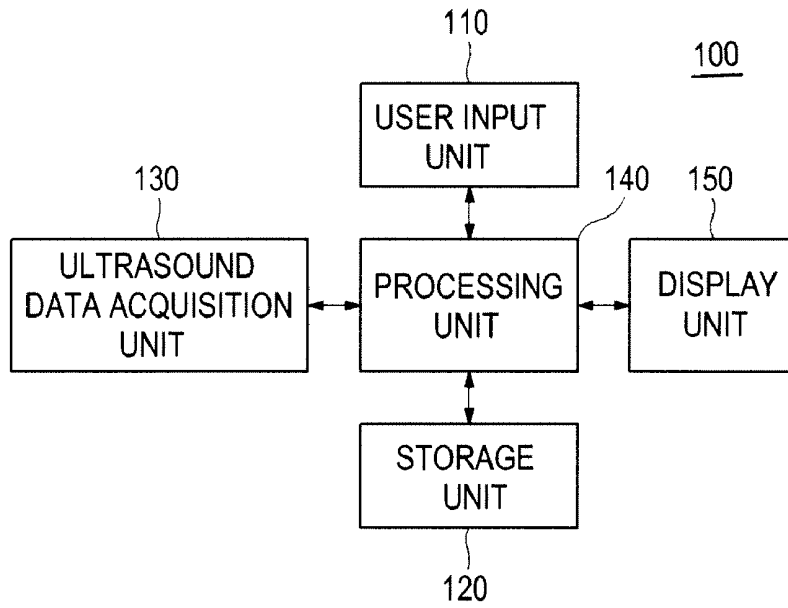 110
100
USER INPUT
UNIT
130
140
150
ULTRASOUND
DATA ACQUISITION
UNIT
PROCESSING
UNIT
DISPLAY
UNIT
STORAGE
UNIT
120